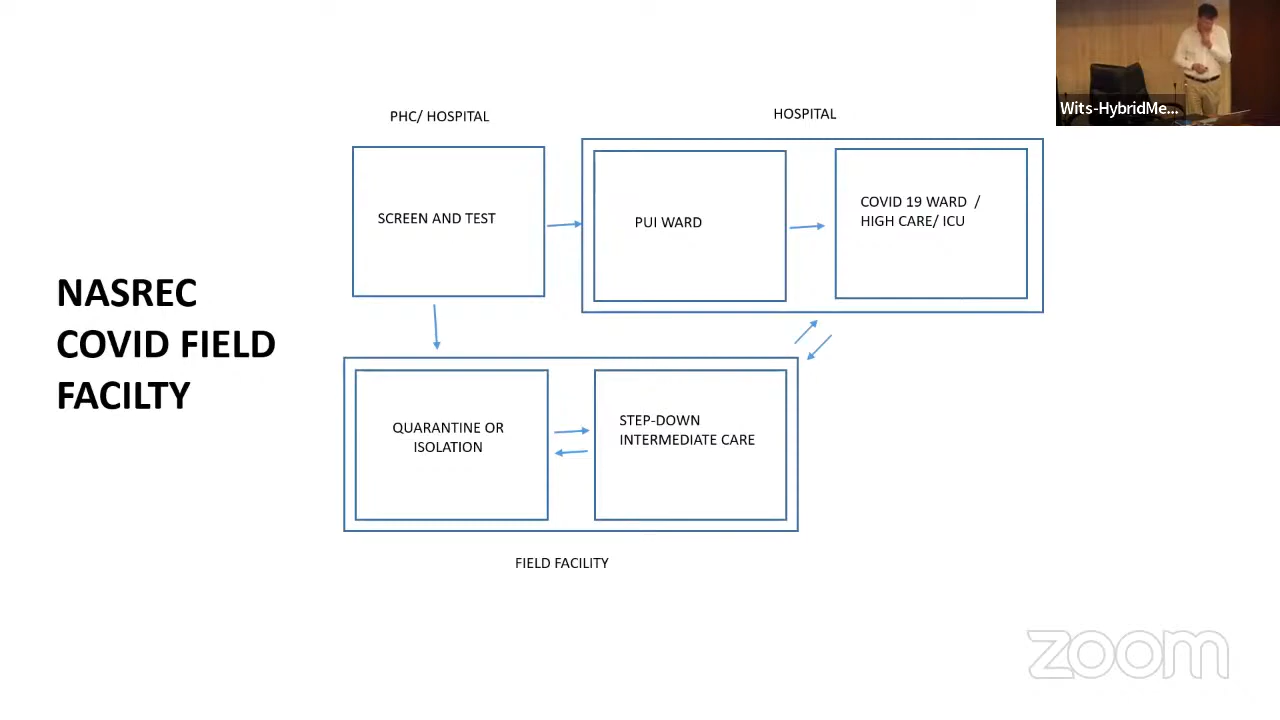 Wits-HybridMe...
PHC/ HOSPITAL
HOSPITAL
SCREEN AND TEST
PUI WARD
COVID 19 WARD /
HIGH CARE/ ICU
NASREC
COVID FIELD
FACILTY
QUARANTINE OR
ISOLATION
STEP-DOWN
INTERMEDIATE CARE
FIELD FACILITY
zoom